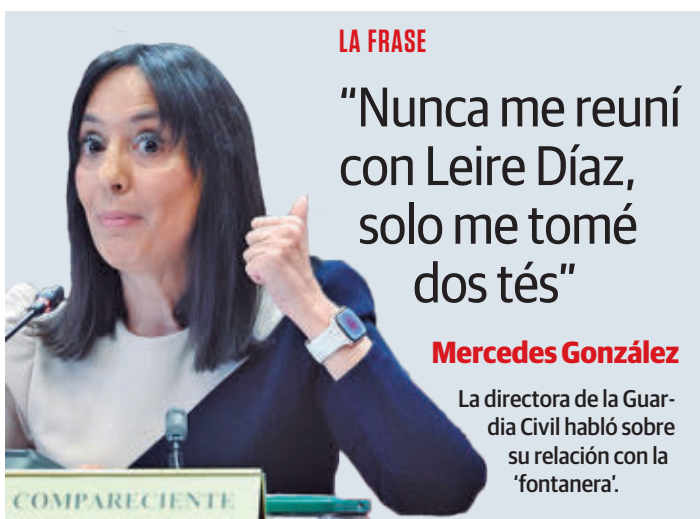 LA FRASE
“Nunca me reuní
con Leire Díaz,
solo me tomé
dos tés”
Mercedes González
La directora de la Guar-
dia Civil habló sobre
su relación con la
‘fontanera’.
COMPARECIENTE